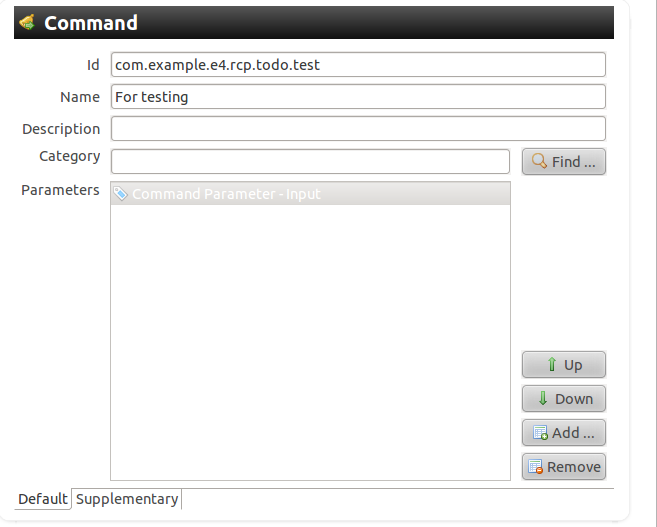 Command
Id com.example.e4.rcp.todo.test
Name For testing
Description
Category Find ...
Parameters Command Parameter - Input
Up
Down
Add ...
Remove
Default Supplementary